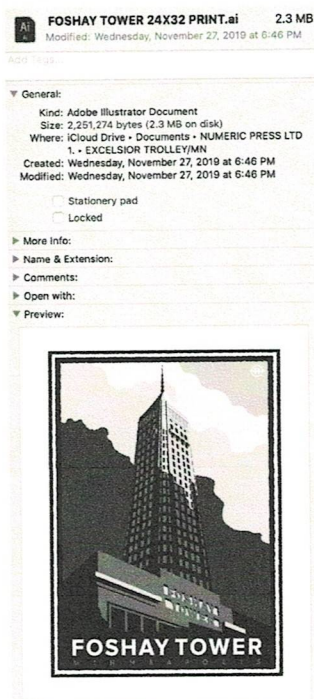 FOSHAY TOWER 24X32 PRINT.ai 2.3 MB
Modified: Wednesday, November 27, 2019 at 6:46 PM
Add Tags...
General:
Kind: Adobe Illustrator Document
Size: 2,251,274 bytes (2.3 MB on disk)
Where: iCloud Drive • Documents • NUMERIC PRESS LTD
1. • EXCELSIOR TROLLEY/MN
Created: Wednesday, November 27, 2019 at 6:46 PM
Modified: Wednesday, November 27, 2019 at 6:46 PM
Stationery pad
Locked
More Info:
Name & Extension:
Comments:
Open with:
Preview:
FOSHAY
TOWER
FOSHAY TOWER
MINNEAPOLIS